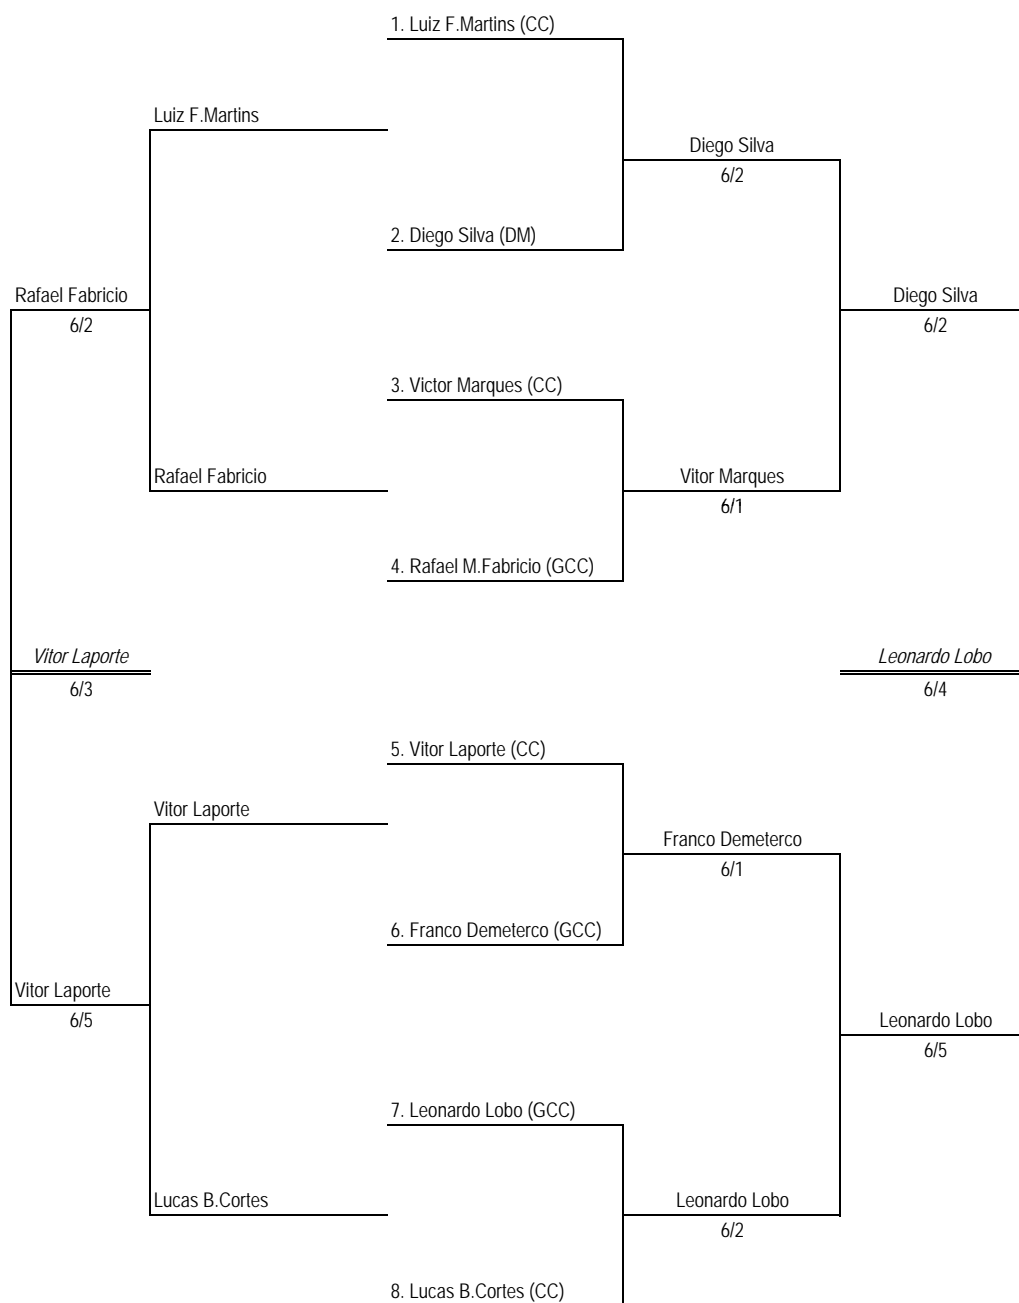 1. Luiz F.Martins (CC)
Luiz F.Martins
Diego Silva
6/2
2. Diego Silva (DM)
Rafael Fabricio
Diego Silva
6/2
6/2
3. Victor Marques (CC)
Rafael Fabricio
Vitor Marques
6/1
4. Rafael M.Fabricio (GCC)
Vitor Laporte
Leonardo Lobo
6/3
6/4
5. Vitor Laporte (CC)
Vitor Laporte
Franco Demeterco
6/1
6. Franco Demeterco (GCC)
Vitor Laporte
6/5
Leonardo Lobo
6/5
7. Leonardo Lobo (GCC)
Lucas B.Cortes
Leonardo Lobo
6/2
8. Lucas B.Cortes (CC)